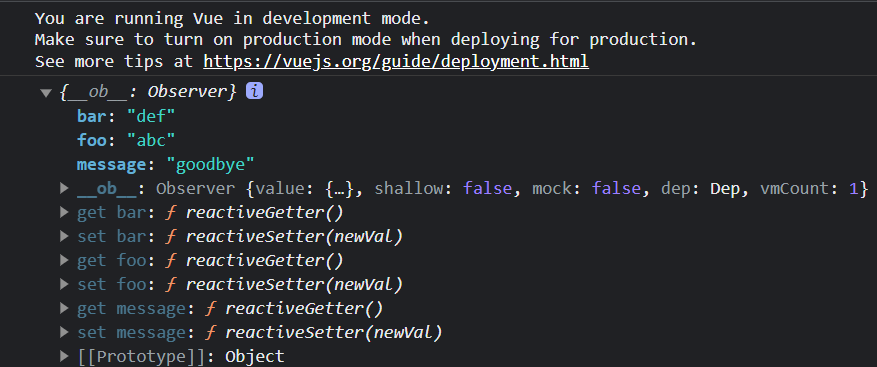 You are running Vue in development mode.
Make sure to turn on production mode when deploying for production.
See more tips at https://vuejs.org/guide/deployment.html
▼ {__ob__: Observer} i
bar: "def"
foo: "abc"
message: "goodbye"
▶ __ob__: Observer {value: {…}, shallow: false, mock: false, dep: Dep, vmCount: 1}
▶ get bar: ƒ reactiveGetter()
▶ set bar: ƒ reactiveSetter(newVal)
▶ get foo: ƒ reactiveGetter()
▶ set foo: ƒ reactiveSetter(newVal)
▶ get message: ƒ reactiveGetter()
▶ set message: ƒ reactiveSetter(newVal)
▶ [[Prototype]]: Object